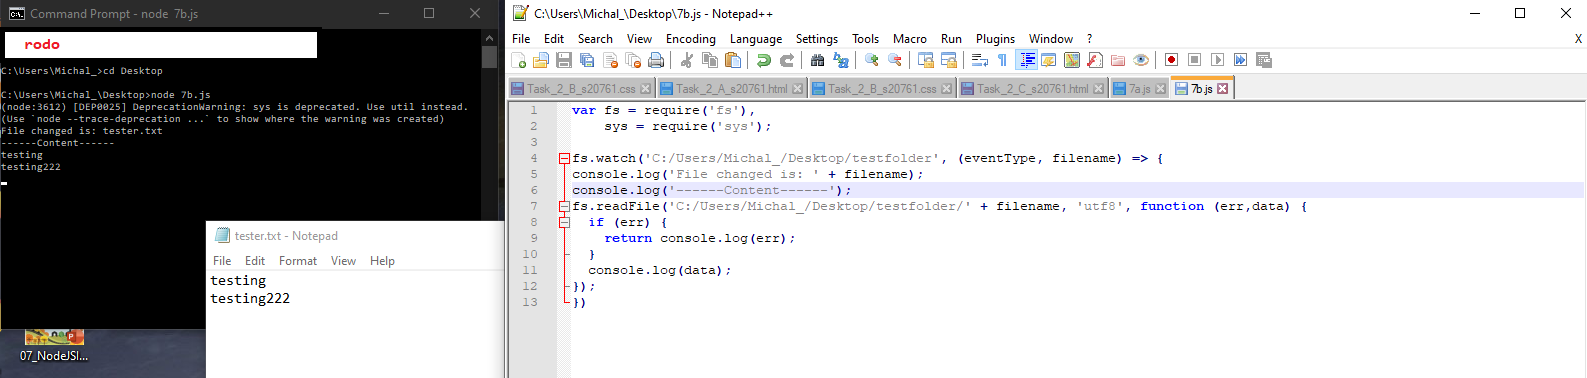 Command Prompt - node 7b.js
rodo
C:\Users\Michal_>cd Desktop
C:\Users\Michal_\Desktop>node 7b.js
(node:3612) [DEP0025] DeprecationWarning: sys is deprecated. Use util instead.
(Use `node --trace-deprecation ...` to show where the warning was created)
File changed is: tester.txt
------Content------
testing
testing222
07_NodeJSI...
tester.txt - Notepad
File Edit Format View Help
testing
testing222
C:\Users\Michal_\Desktop\7b.js - Notepad++
File Edit Search View Encoding Language Settings Tools Macro Run Plugins Window ? X
Task_2_B_s20761.css Task_2_A_s20761.html Task_2_B_s20761.css Task_2_C_s20761.html 7a.js 7b.js
1 var fs = require('fs'),
2 sys = require('sys');
3
4 fs.watch('C:/Users/Michal_/Desktop/testfolder', (eventType, filename) => {
5 console.log('File changed is: ' + filename);
6 console.log('------Content------');
7 fs.readFile('C:/Users/Michal_/Desktop/testfolder/' + filename, 'utf8', function (err,data) {
8 if (err) {
9 return console.log(err);
10 }
11 console.log(data);
12 });
13 })